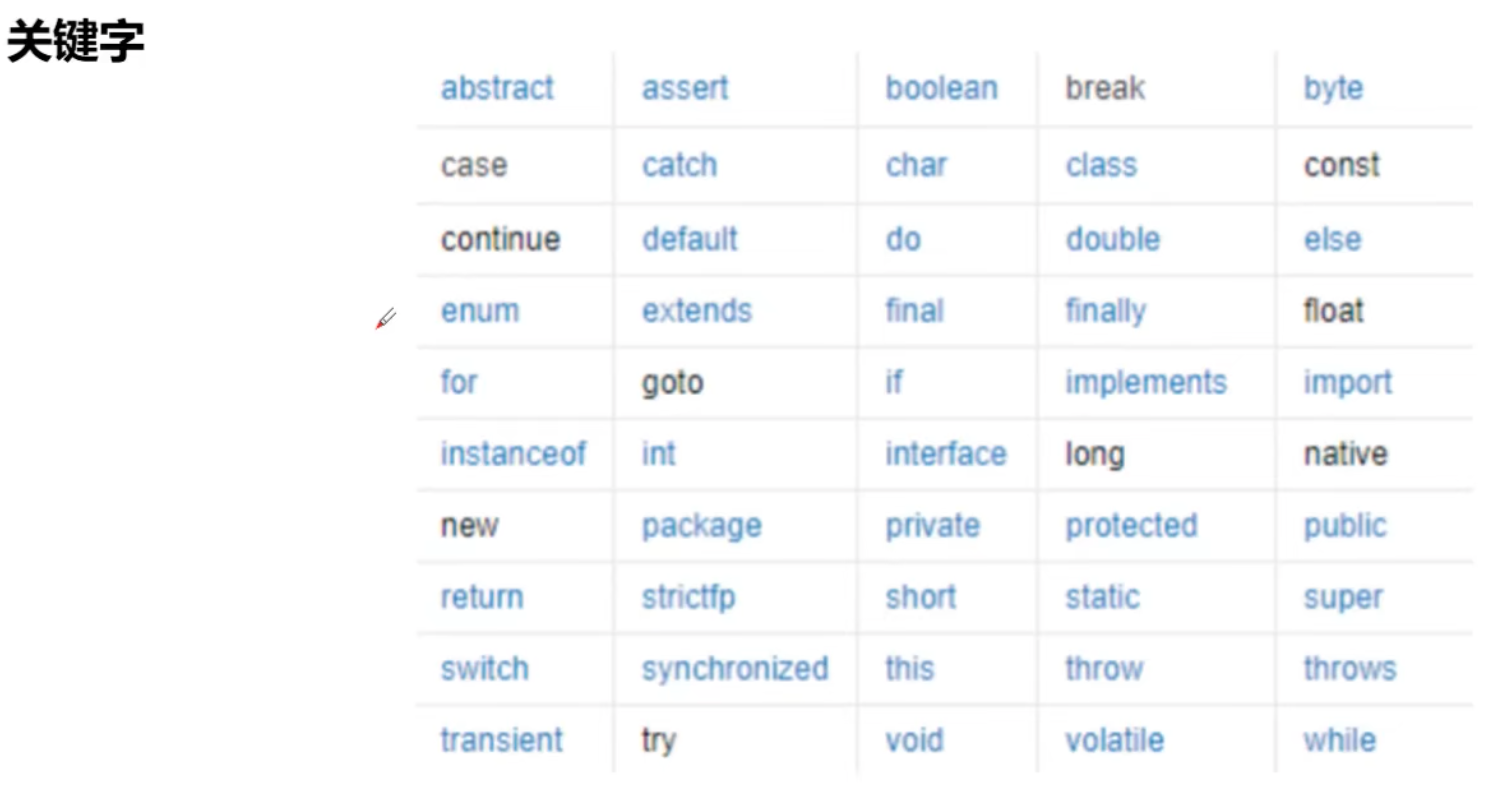 关键字
abstract assert boolean break byte
case catch char class const
continue default do double else
enum extends final finally float
for goto if implements import
instanceof int interface long native
new package private protected public
return strictfp short static super
switch synchronized this throw throws
transient try void volatile while